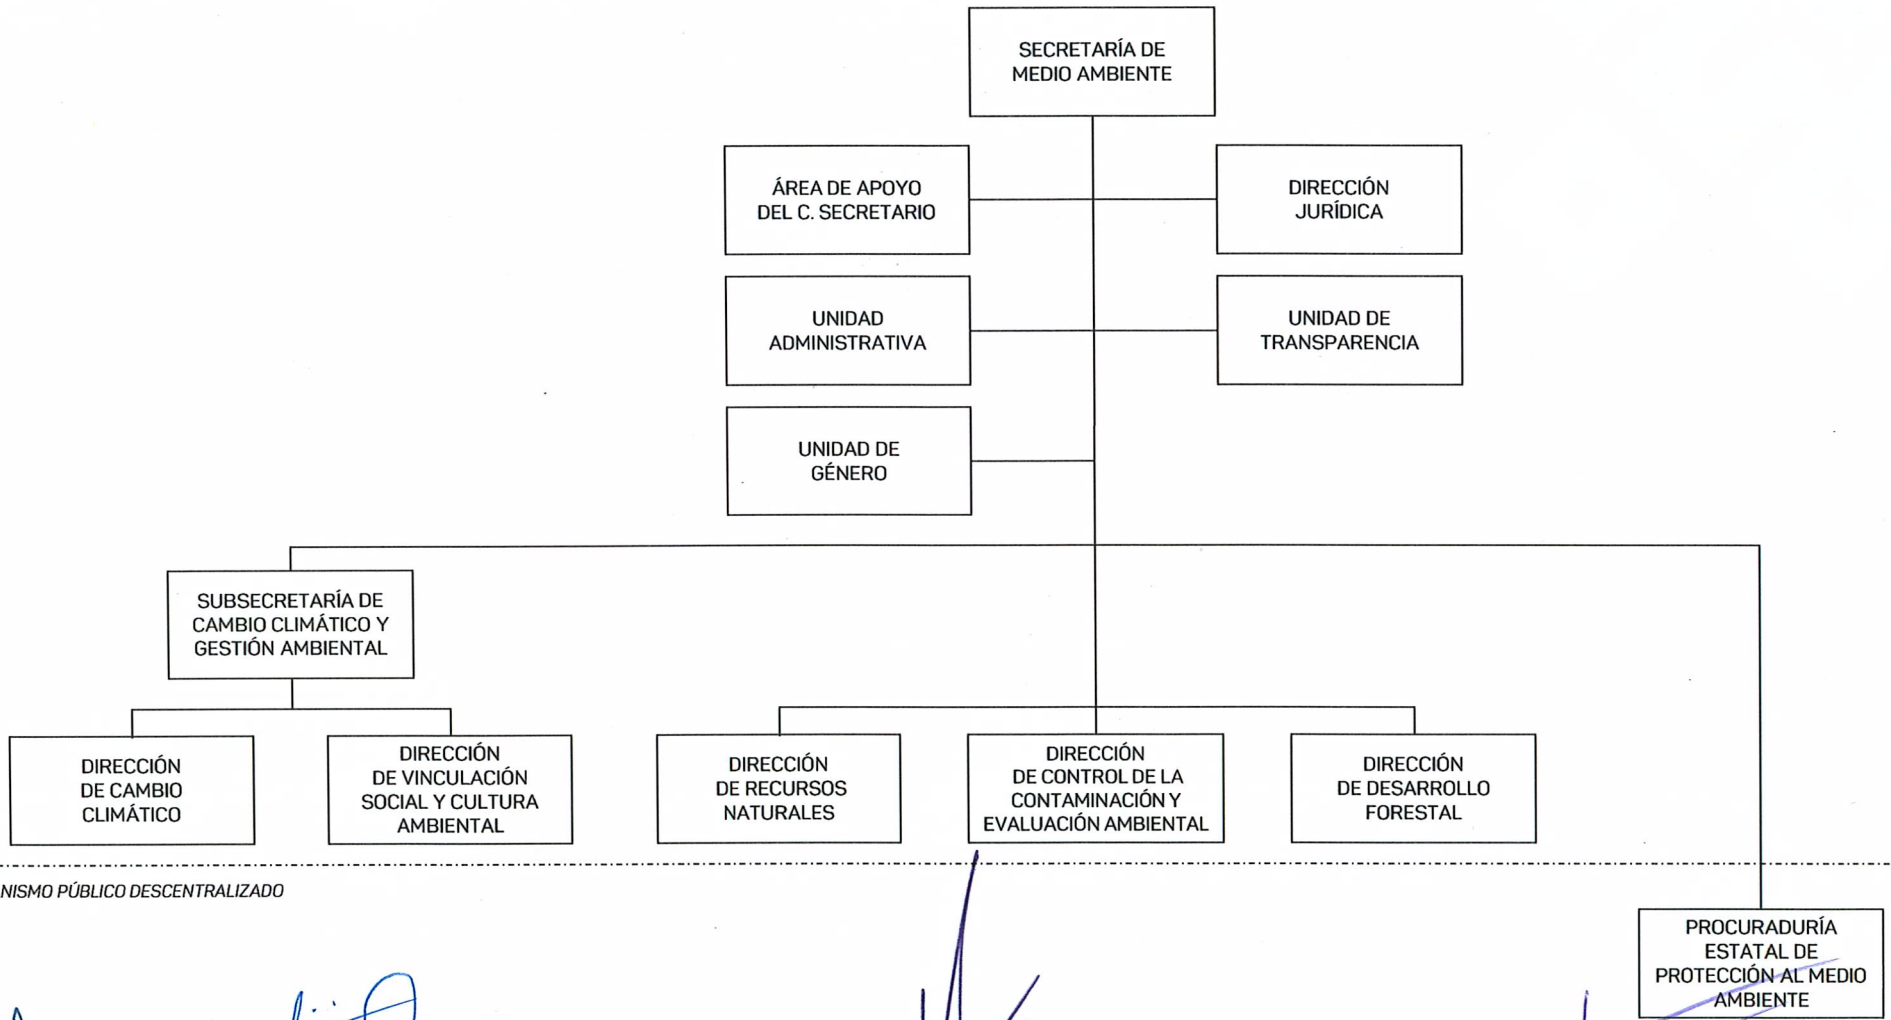 SECRETARÍA DE
MEDIO AMBIENTE
ÁREA DE APOYO
DEL C. SECRETARIO
DIRECCIÓN
JURÍDICA
UNIDAD
ADMINISTRATIVA
UNIDAD DE
TRANSPARENCIA
UNIDAD DE
GÉNERO
SUBSECRETARÍA DE
CAMBIO CLIMÁTICO Y
GESTIÓN AMBIENTAL
DIRECCIÓN
DE CAMBIO
CLIMÁTICO
DIRECCIÓN
DE VINCULACIÓN
SOCIAL Y CULTURA
AMBIENTAL
DIRECCIÓN
DE RECURSOS
NATURALES
DIRECCIÓN
DE CONTROL DE LA
CONTAMINACIÓN Y
EVALUACIÓN AMBIENTAL
DIRECCIÓN
DE DESARROLLO
FORESTAL
NISMO PÚBLICO DESCENTRALIZADO
PROCURADURÍA
ESTATAL DE
PROTECCIÓN AL MEDIO
AMBIENTE